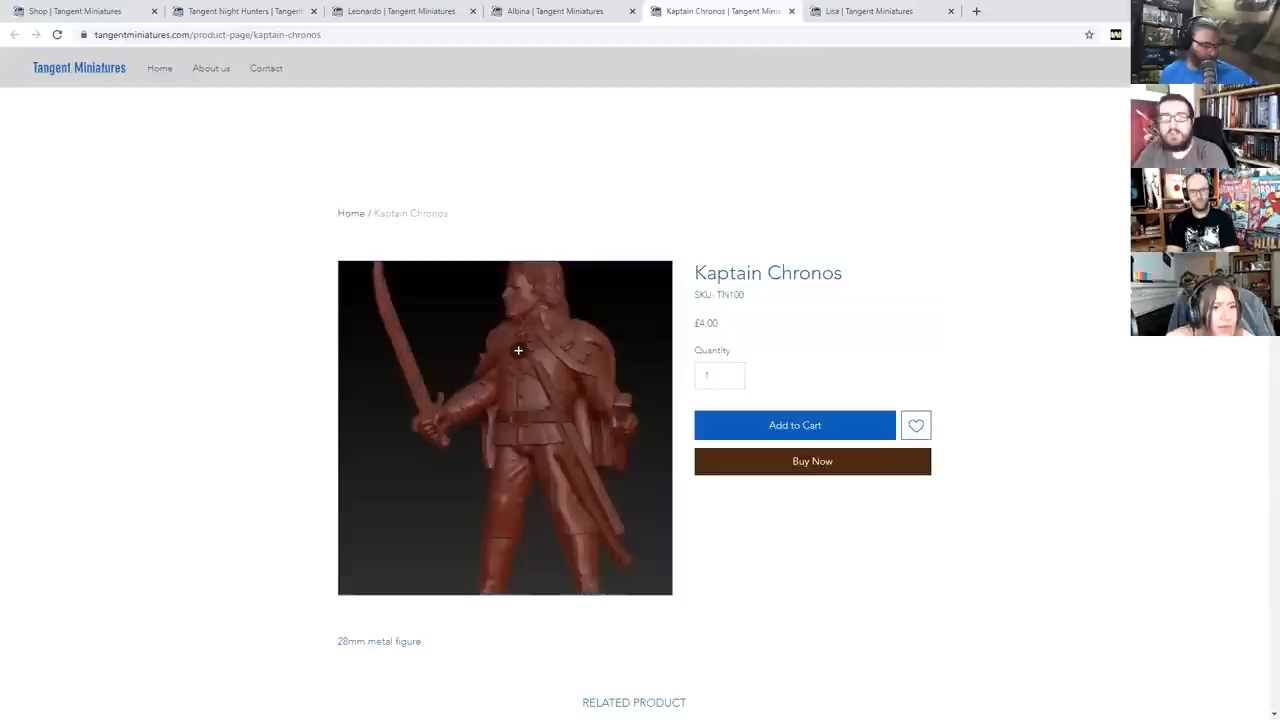 Shop | Tangent Miniatures
Tangent Night Hunters | Tangent
Leonardo | Tangent Miniatures
Albina | Tangent Miniatures
Kaptain Chronos | Tangent Mini
Lisa | Tangent Miniatures
tangentminiatures.com/product-page/kaptain-chronos
Tangent Miniatures
Home
About us
Contact
Home / Kaptain Chronos
Kaptain Chronos
SKU: TN100
£4.00
Quantity
1
Add to Cart
Buy Now
28mm metal figure
RELATED PRODUCT